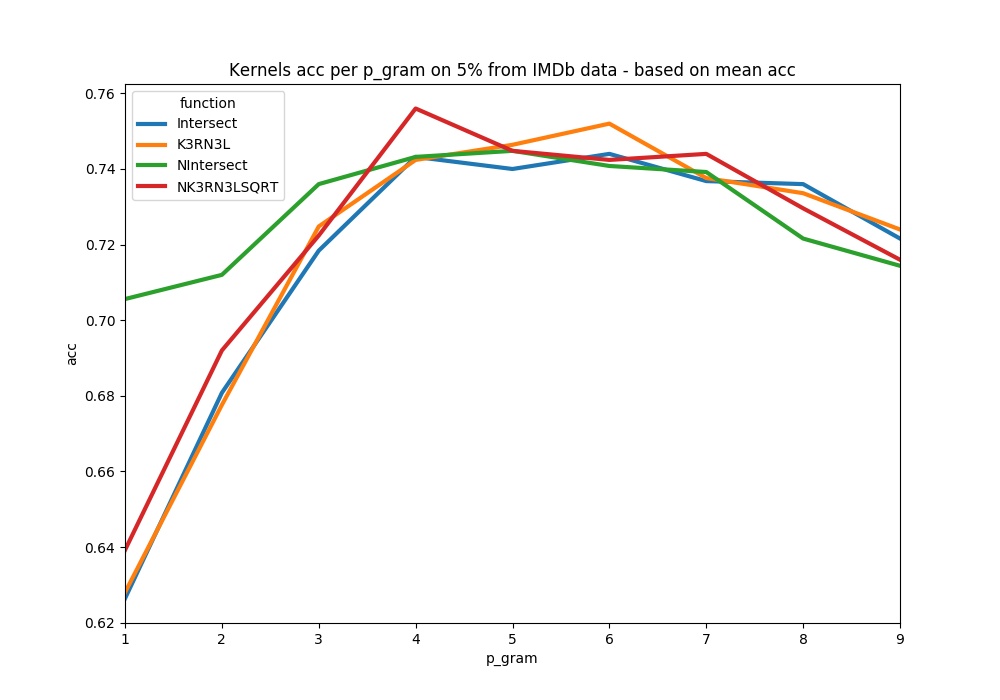 Kernels acc per p_gram on 5% from IMDb data - based on mean acc
function
Intersect
K3RN3L
NIntersect
NK3RN3LSQRT
acc
0.76
0.74
0.72
0.70
0.68
0.66
0.64
0.62
1 2 3 4 5 6 7 8 9
p_gram